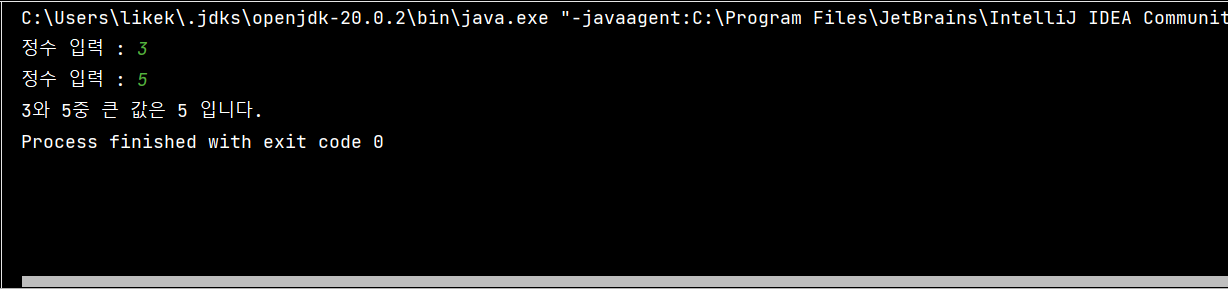 C:\Users\likek\.jdks\openjdk-20.0.2\bin\java.exe "-javaagent:C:\Program Files\JetBrains\IntelliJ IDEA Communit
정수 입력 : 3
정수 입력 : 5
3와 5중 큰 값은 5 입니다.
Process finished with exit code 0